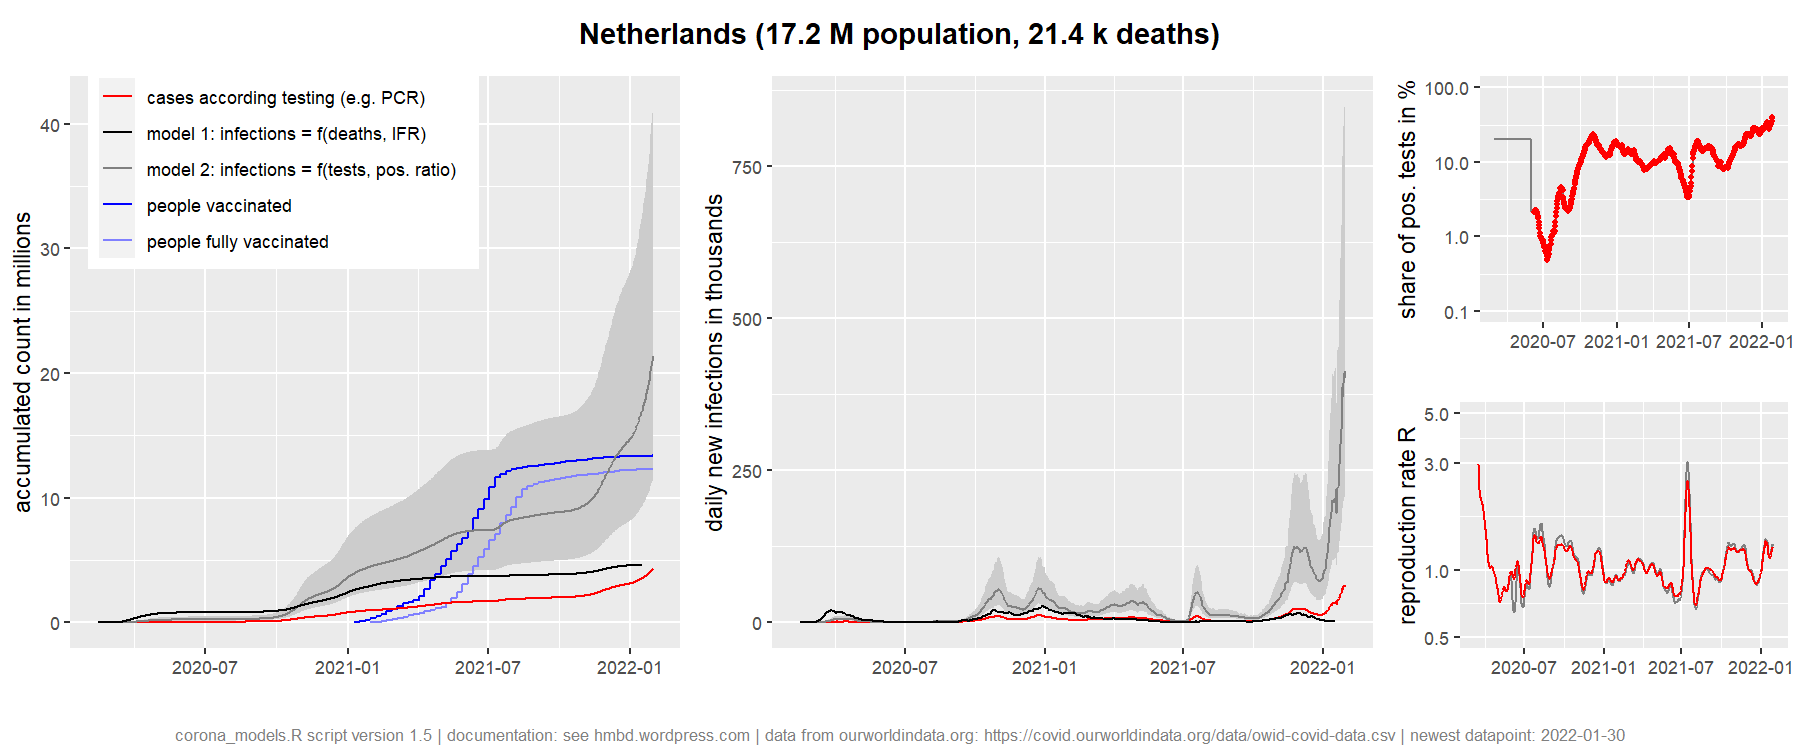 Netherlands (17.2 M population, 21.4 k deaths)
accumulated count in millions
40
30
20
10
0
2020-07 2021-01 2021-07 2022-01
cases according testing (e.g. PCR)
model 1: infections = f(deaths, IFR)
model 2: infections = f(tests, pos. ratio)
people vaccinated
people fully vaccinated
daily new infections in thousands
750
500
250
0
2020-07 2021-01 2021-07 2022-01
share of pos. tests in %
100.0
10.0
1.0
0.1
2020-07 2021-01 2021-07 2022-01
reproduction rate R
5.0
3.0
1.0
0.5
2020-07 2021-01 2021-07 2022-01
corona_models.R script version 1.5 | documentation: see hmbd.wordpress.com | data from ourworldindata.org: https://covid.ourworldindata.org/data/owid-covid-data.csv | newest datapoint: 2022-01-30